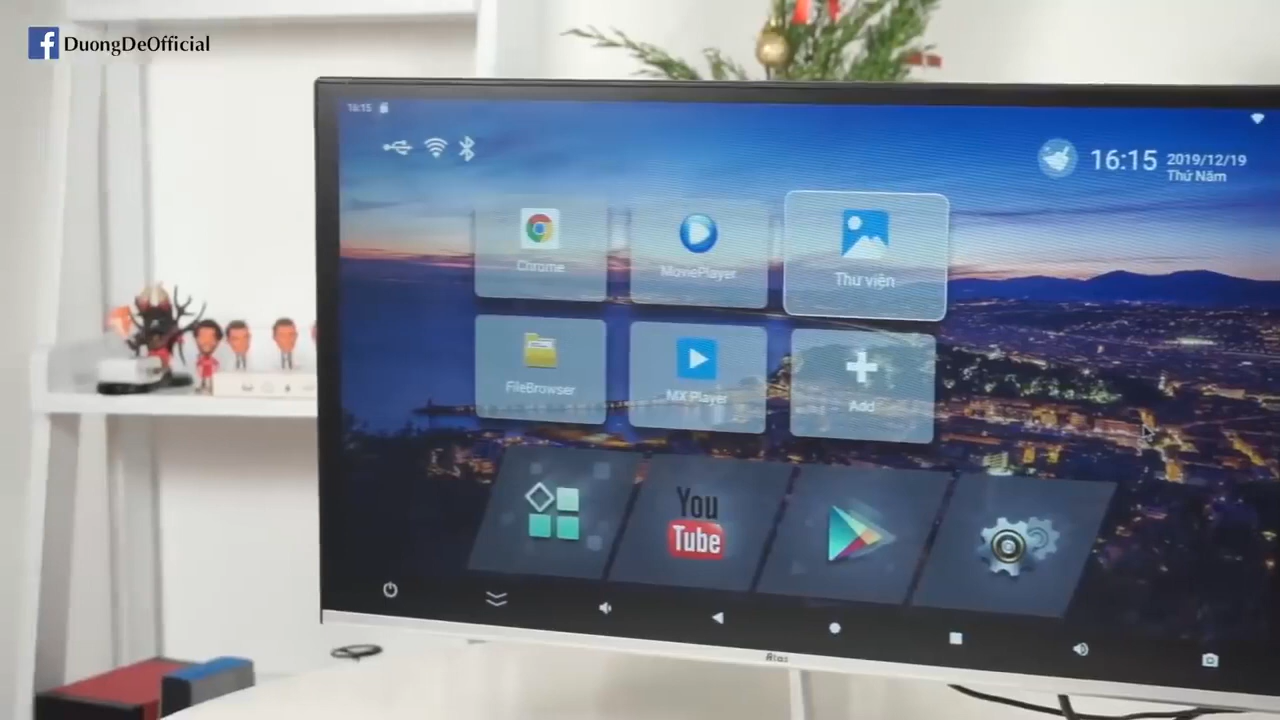 DuongDeOfficial
16:15
16:15
2019/12/19
Thứ Năm
Chrome
MoviePlayer
Thư viện
FileBrowser
MX Player
Add
You
Tube